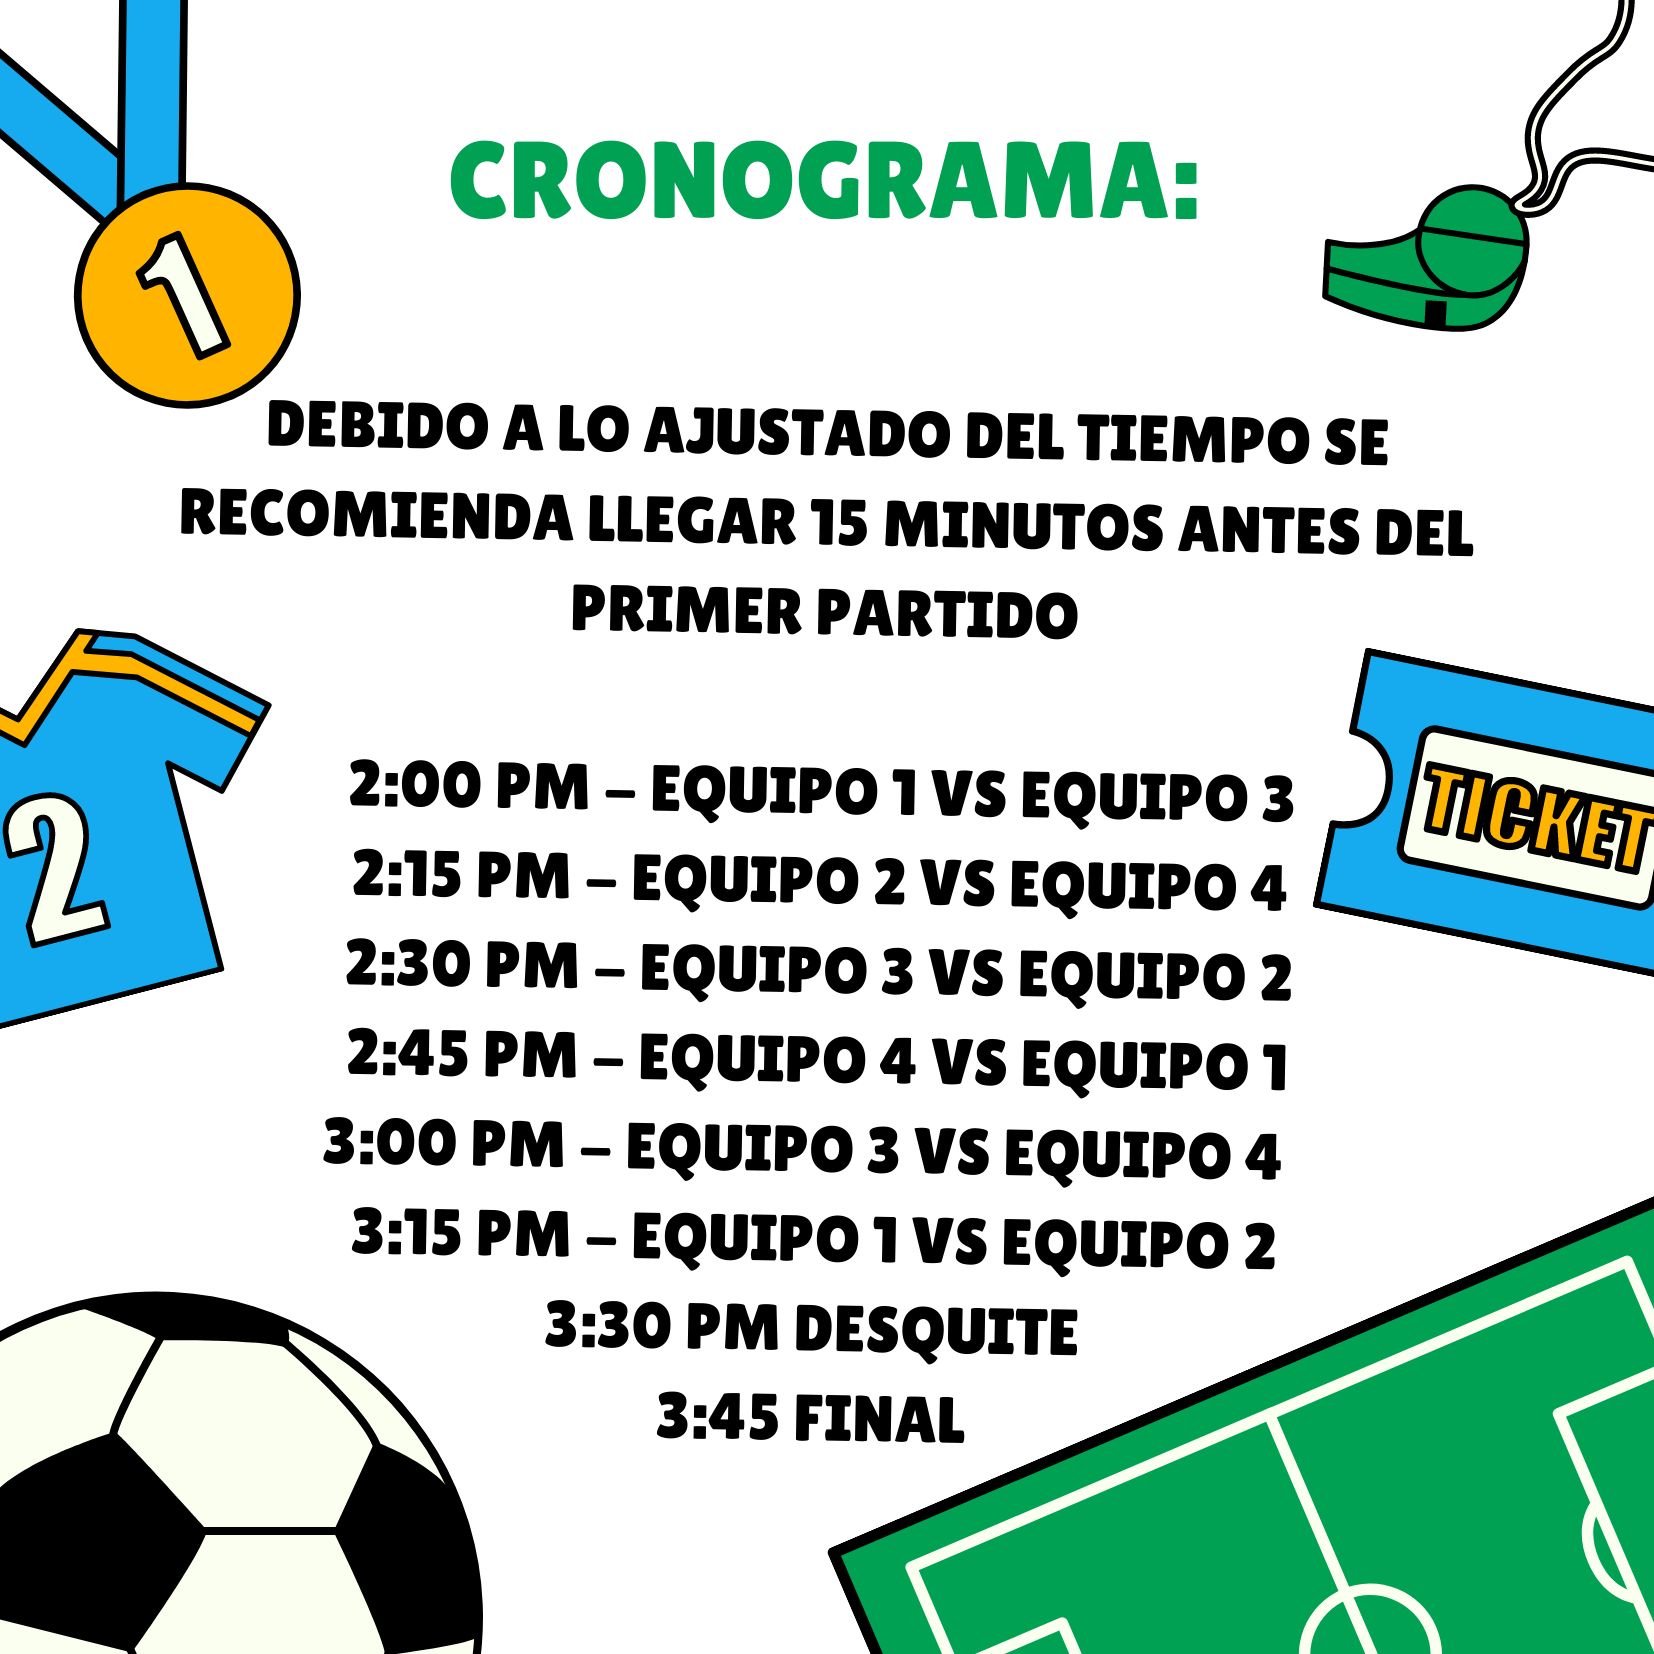 CRONOGRAMA:
1
DEBIDO A LO AJUSTADO DEL TIEMPO SE
RECOMIENDA LLEGAR 15 MINUTOS ANTES DEL
PRIMER PARTIDO
TICKET
2
2:00 PM – EQUIPO 1 VS EQUIPO 3
2:15 PM – EQUIPO 2 VS EQUIPO 4
2:30 PM – EQUIPO 3 VS EQUIPO 2
2:45 PM – EQUIPO 4 VS EQUIPO 1
3:00 PM – EQUIPO 3 VS EQUIPO 4
3:15 PM – EQUIPO 1 VS EQUIPO 2
3:30 PM DESQUITE
3:45 FINAL